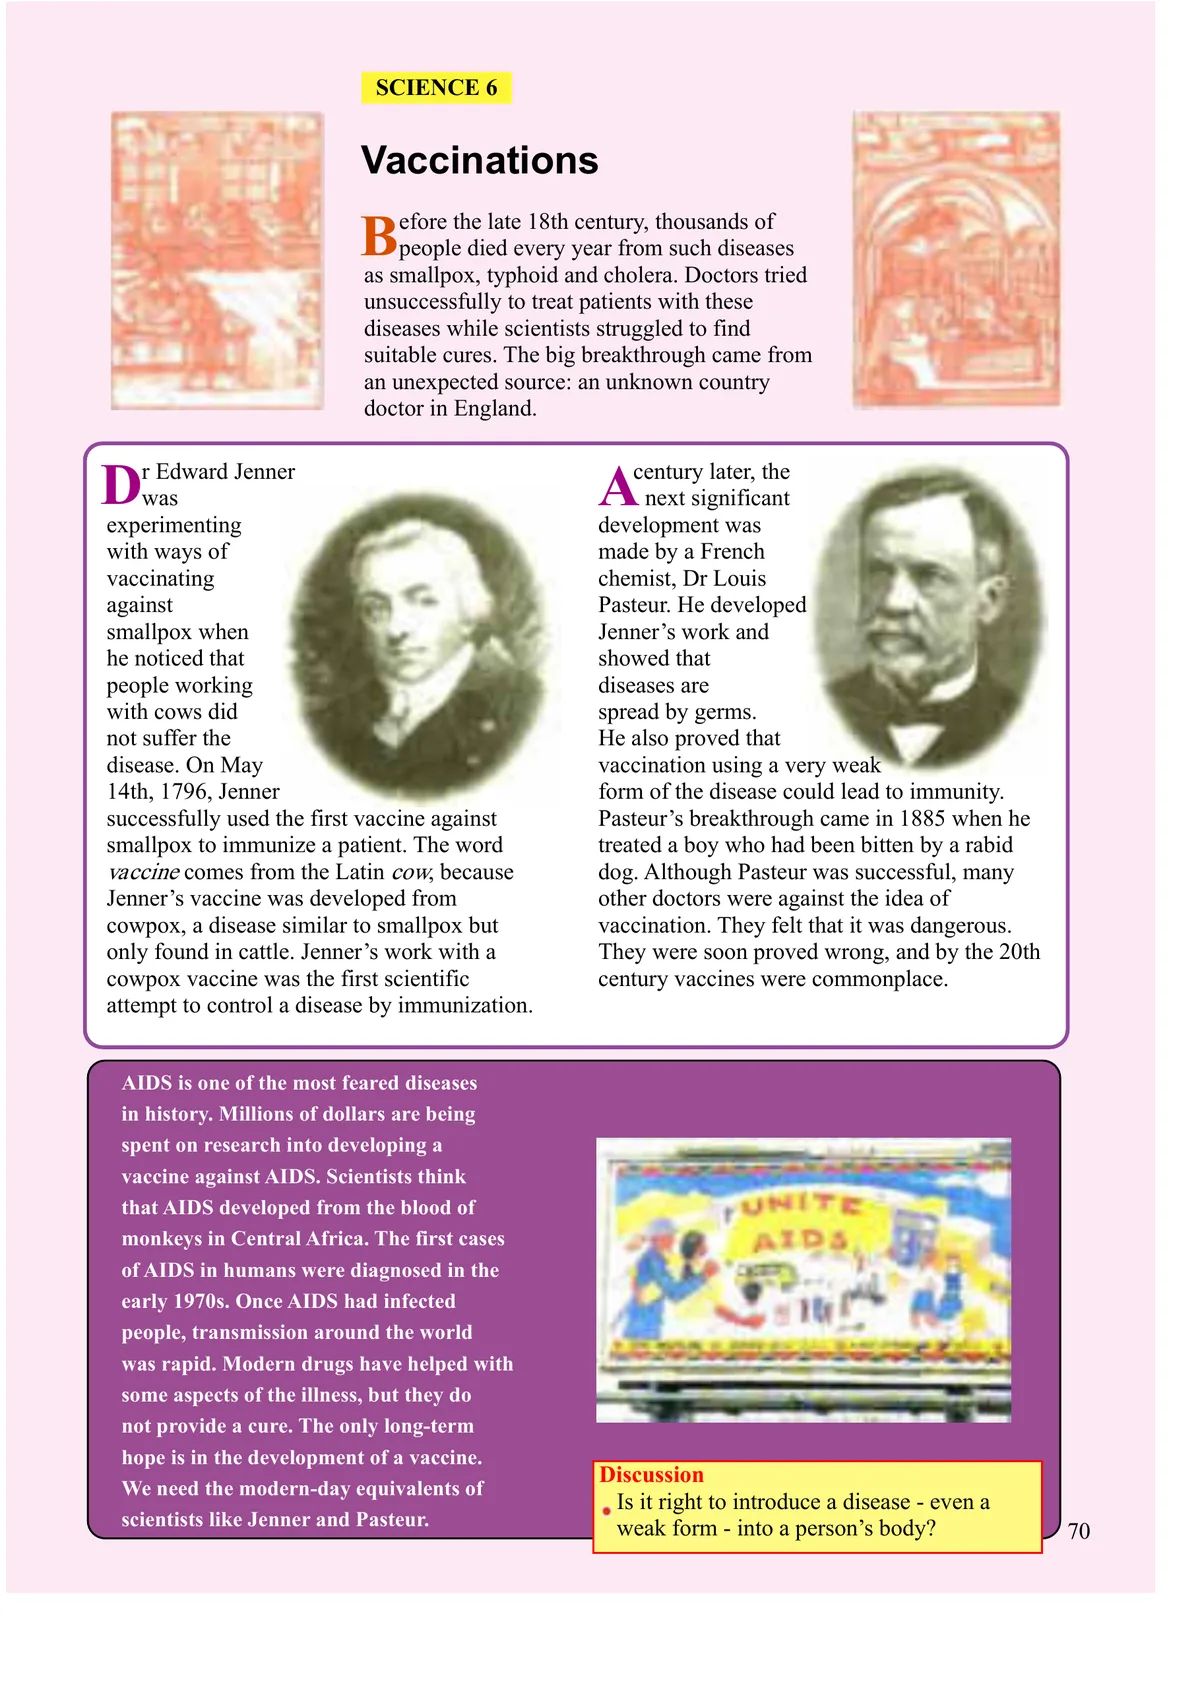 SCIENCE 6
Vaccinations
Before the late 18th century, thousands of
people died every year from such diseases
as smallpox, typhoid and cholera. Doctors tried
unsuccessfully to treat patients with these
diseases while scientists struggled to find
suitable cures. The big breakthrough came from
an unexpected source: an unknown country
doctor in England.
Dr Edward Jenner
was
experimenting
with ways of
vaccinating
against
smallpox when
he noticed that
people working
with cows did
not suffer the
disease. On May
14th, 1796, Jenner
successfully used the first vaccine against
smallpox to immunize a patient. The word
vaccine comes from the Latin cow, because
Jenner's vaccine was developed from
cowpox, a disease similar to smallpox but
only found in cattle. Jenner's work with a
cowpox vaccine was the first scientific
attempt to control a disease by immunization.
A century later, the
next significant
development was
made by a French
chemist, Dr Louis
Pasteur. He developed
Jenner's work and
showed that
diseases are
spread by germs.
He also proved that
vaccination using a very weak
form of the disease could lead to immunity.
Pasteur's breakthrough came in 1885 when he
treated a boy who had been bitten by a rabid
dog. Although Pasteur was successful, many
other doctors were against the idea of
vaccination. They felt that it was dangerous.
They were soon proved wrong, and by the 20th
century vaccines were commonplace.
AIDS is one of the most feared diseases
in history. Millions of dollars are being
spent on research into developing a
vaccine against AIDS. Scientists think
that AIDS developed from the blood of
monkeys in Central Africa. The first cases
of AIDS in humans were diagnosed in the
early 1970s. Once AIDS had infected
people, transmission around the world
was rapid. Modern drugs have helped with
some aspects of the illness, but they do
not provide a cure. The only long-term
hope is in the development of a vaccine.
We need the modern-day equivalents of
scientists like Jenner and Pasteur.
UNITE
AIDS
Discussion
• Is it right to introduce a disease - even a
weak form - into a person's body?
70